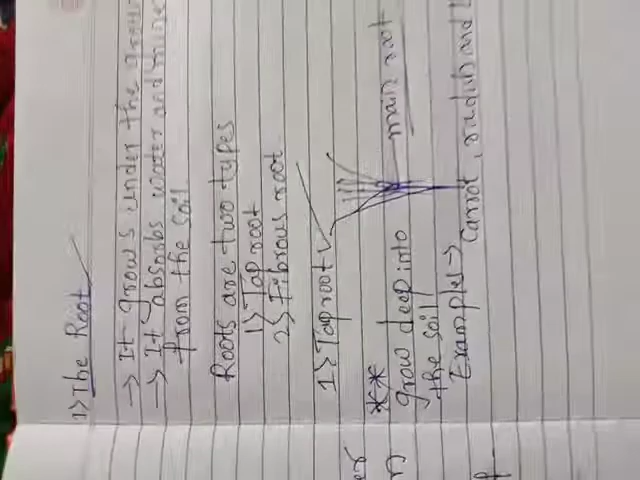 1) The Root
→ It grows under the
→ It absorbs water and
from the soil
Roots are two types
1) Tap root
2) Fibrous root
1) Tap root
main root
**
grow deep into
the soil
Examples →
Carrot, radish and